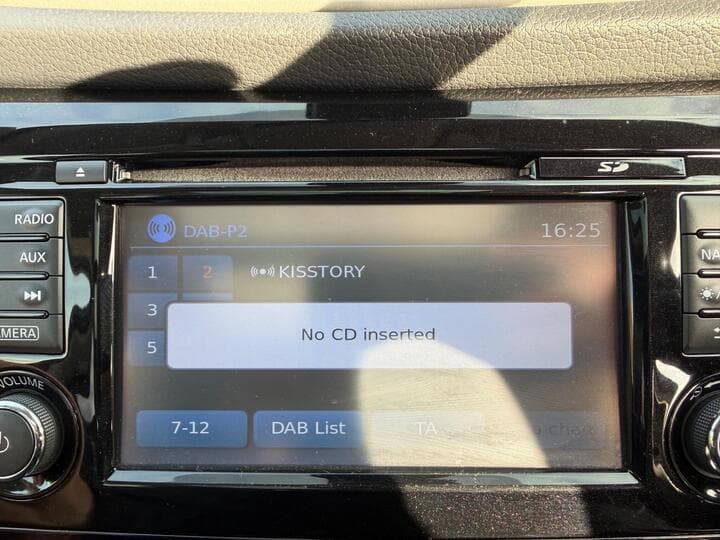 SD
RADIO
AUX
VOLUME
DAB-P2
16:25
1 2 KISSTORY
3
5
No CD inserted
7-12 DAB List TA